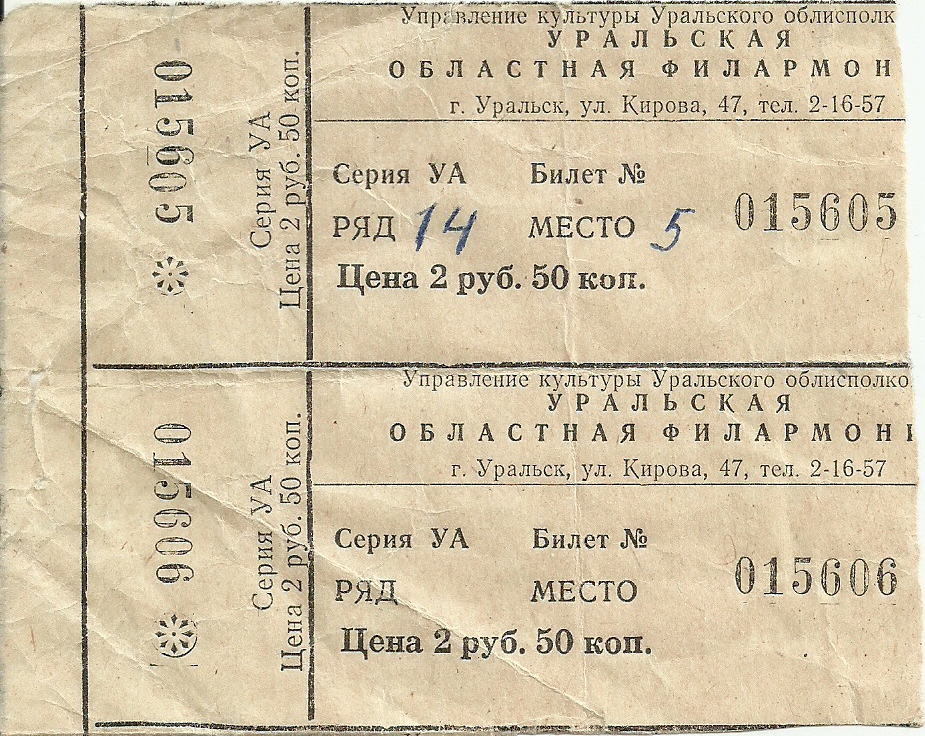 015605
Серия УА
Цена 2 руб. 50 коп.
Управление культуры Уральского облисполк
УРАЛЬСКАЯ
ОБЛАСТНАЯ ФИЛАРМОН
г. Уральск, ул. Кирова, 47, тел. 2-16-57
Серия УА Билет №
015605
РЯД 14 МЕСТО 5
Цена 2 руб. 50 коп.
015606
Серия УА
Цена 2 руб. 50 коп.
Управление культуры Уральского облисполко
УРАЛЬСКАЯ
ОБЛАСТНАЯ ФИЛАРМОНИ
г. Уральск, ул. Кирова, 47, тел. 2-16-57
Серия УА Билет №
015606
РЯД МЕСТО
Цена 2 руб. 50 коп.